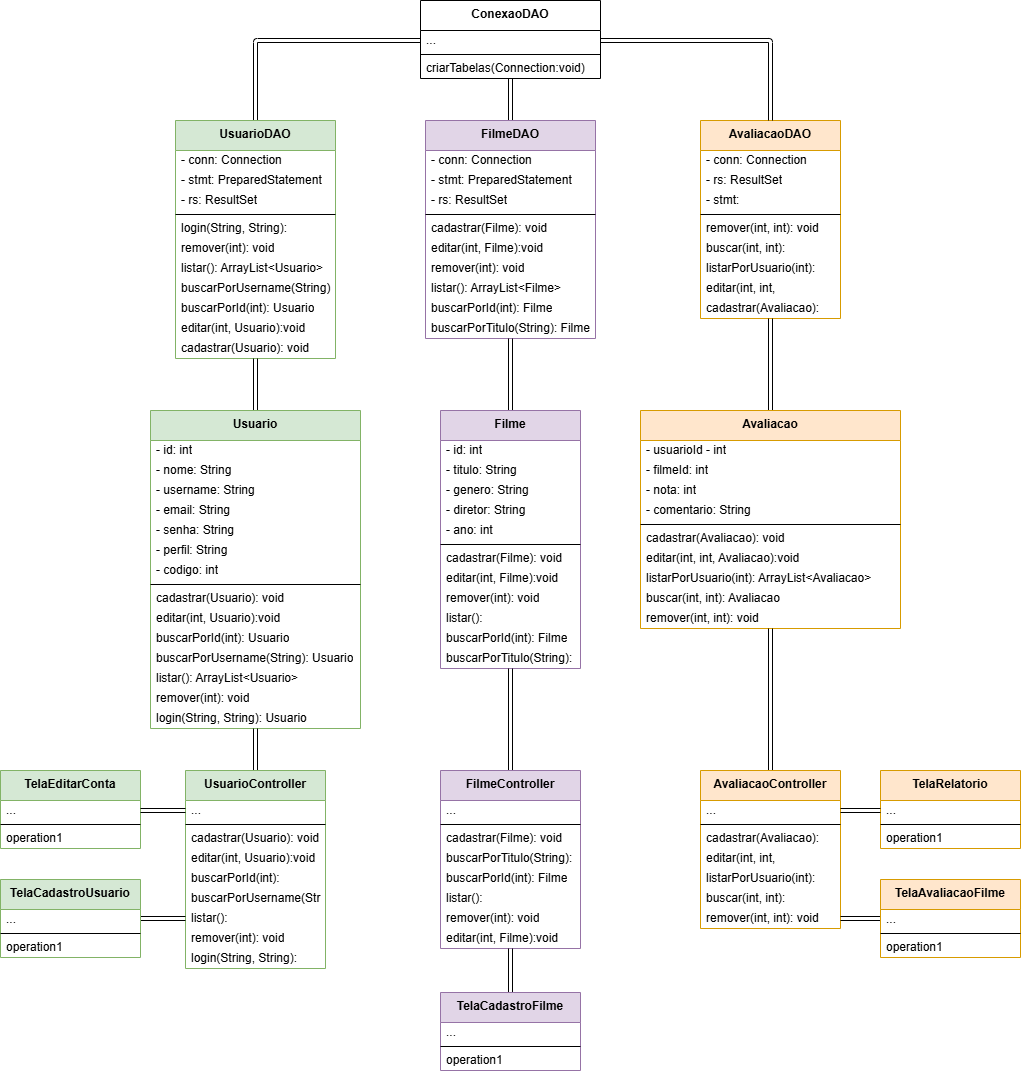 ConexaoDAO
...
criarTabelas(Connection:void)
UsuarioDAO
- conn: Connection
- stmt: PreparedStatement
- rs: ResultSet
login(String, String):
remover(int): void
listar(): ArrayList<Usuario>
buscarPorUsername(String)
buscarPorId(int): Usuario
editar(int, Usuario):void
cadastrar(Usuario): void
FilmeDAO
- conn: Connection
- stmt: PreparedStatement
- rs: ResultSet
cadastrar(Filme): void
editar(int, Filme):void
remover(int): void
listar(): ArrayList<Filme>
buscarPorId(int): Filme
buscarPorTitulo(String): Filme
AvaliacaoDAO
- conn: Connection
- rs: ResultSet
- stmt:
remover(int, int): void
buscar(int, int):
listarPorUsuario(int):
editar(int, int,
cadastrar(Avaliacao):
Usuario
- id: int
- nome: String
- username: String
- email: String
- senha: String
- perfil: String
- codigo: int
cadastrar(Usuario): void
editar(int, Usuario):void
buscarPorId(int): Usuario
buscarPorUsername(String): Usuario
listar(): ArrayList<Usuario>
remover(int): void
login(String, String): Usuario
Filme
- id: int
- titulo: String
- genero: String
- diretor: String
- ano: int
cadastrar(Filme): void
editar(int, Filme):void
remover(int): void
listar():
buscarPorId(int): Filme
buscarPorTitulo(String):
Avaliacao
- usuarioId - int
- filmeId: int
- nota: int
- comentario: String
cadastrar(Avaliacao): void
editar(int, int, Avaliacao):void
listarPorUsuario(int): ArrayList<Avaliacao>
buscar(int, int): Avaliacao
remover(int, int): void
TelaEditarConta
...
operation1
TelaCadastroUsuario
...
operation1
UsuarioController
...
cadastrar(Usuario): void
editar(int, Usuario):void
buscarPorId(int):
buscarPorUsername(Str
listar():
remover(int): void
login(String, String):
FilmeController
...
cadastrar(Filme): void
buscarPorTitulo(String):
buscarPorId(int): Filme
listar():
remover(int): void
editar(int, Filme):void
AvaliacaoController
...
cadastrar(Avaliacao):
editar(int, int,
listarPorUsuario(int):
buscar(int, int):
remover(int, int): void
TelaRelatorio
...
operation1
TelaAvaliacaoFilme
...
operation1
TelaCadastroFilme
...
operation1